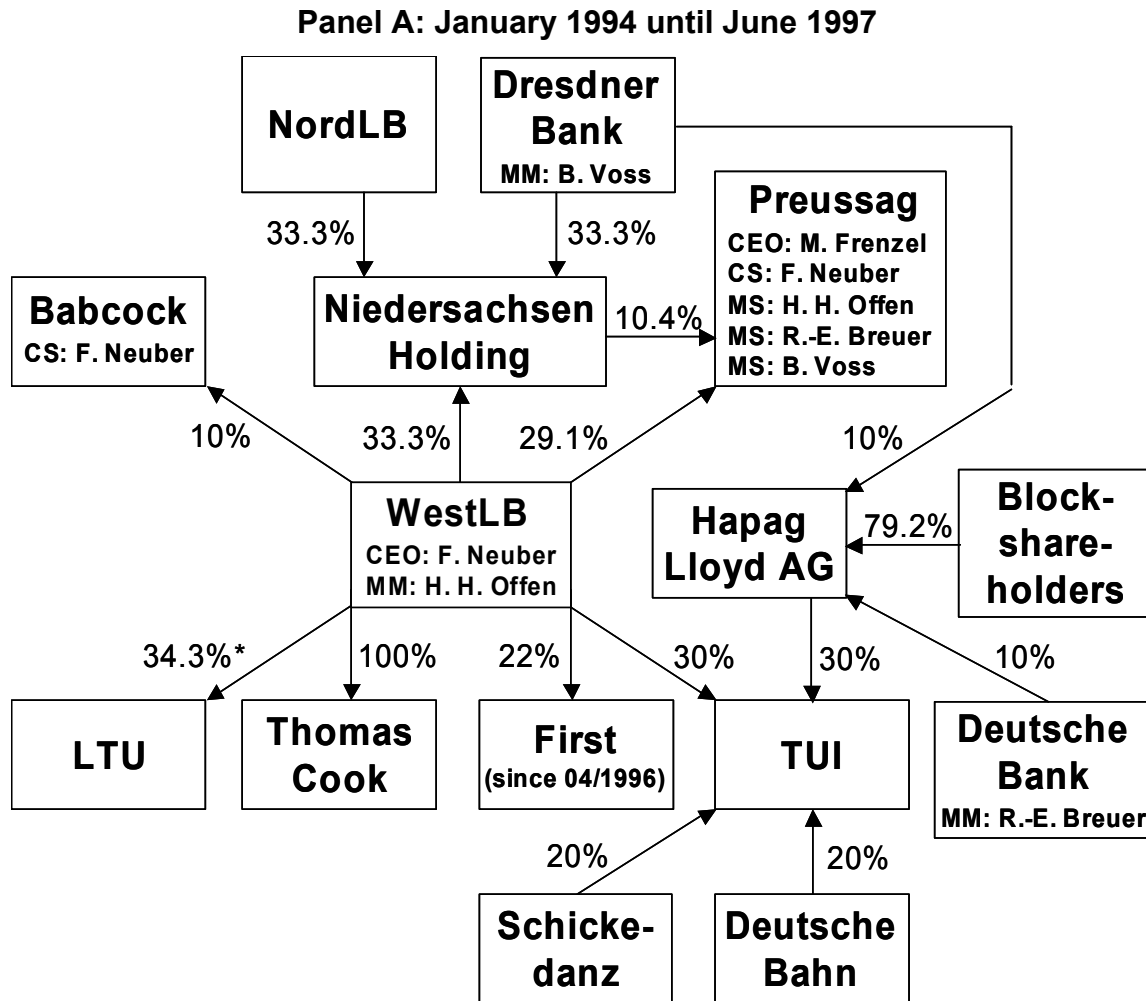 Panel A: January 1994 until June 1997
NordLB
Dresdner
Bank
MM: B. Voss
33.3%
33.3%
Preussag
CEO: M. Frenzel
CS: F. Neuber
MS: H. H. Offen
MS: R.-E. Breuer
MS: B. Voss
Babcock
CS: F. Neuber
Niedersachsen
Holding
10.4%
10%
33.3%
29.1%
10%
WestLB
CEO: F. Neuber
MM: H. H. Offen
Hapag
Lloyd AG
79.2%
Block-
share-
holders
34.3%*
100%
22%
30%
30%
10%
LTU
Thomas
Cook
First
(since 04/1996)
TUI
Deutsche
Bank
MM: R.-E. Breuer
20%
20%
Schicke-
danz
Deutsche
Bahn